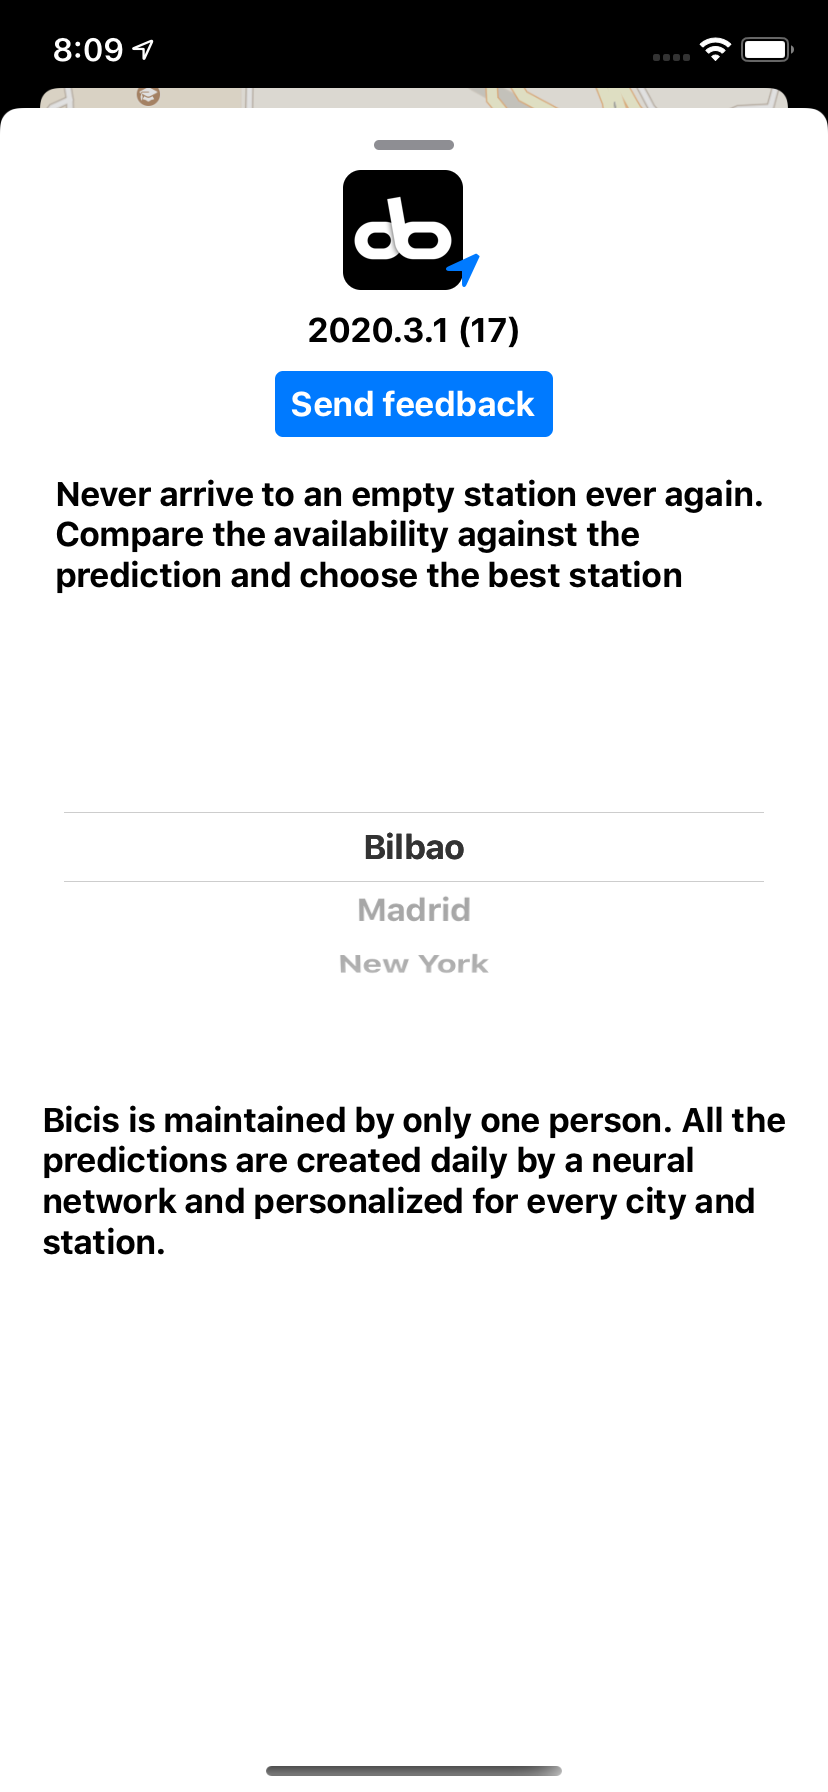 8:09
2020.3.1 (17)
Send feedback
Never arrive to an empty station ever again.
Compare the availability against the
prediction and choose the best station
Bilbao
Madrid
New York
Bicis is maintained by only one person. All the
predictions are created daily by a neural
network and personalized for every city and
station.